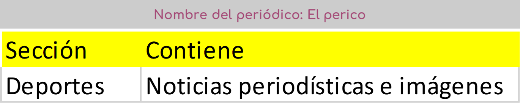 Nombre del periódico: El perico
Sección Contiene
Deportes Noticias periodísticas e imágenes